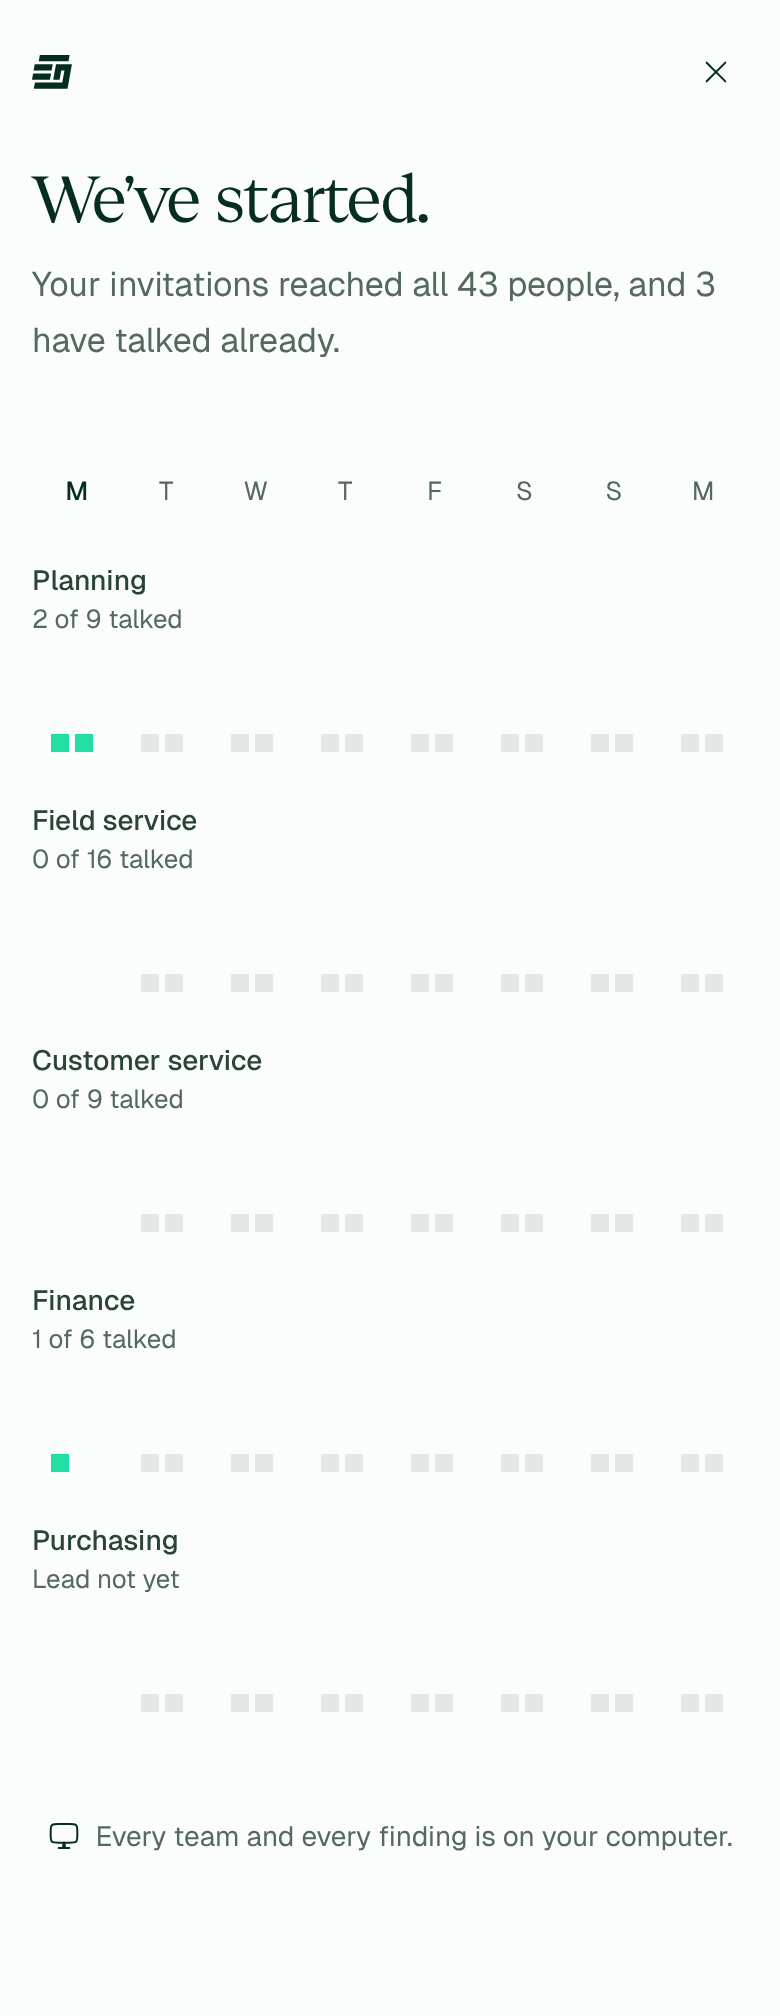 We’ve started.
Your invitations reached all 43 people, and 3
have talked already.
M T W T F S S M
Planning
2 of 9 talked
Field service
0 of 16 talked
Customer service
0 of 9 talked
Finance
1 of 6 talked
Purchasing
Lead not yet
Every team and every finding is on your computer.